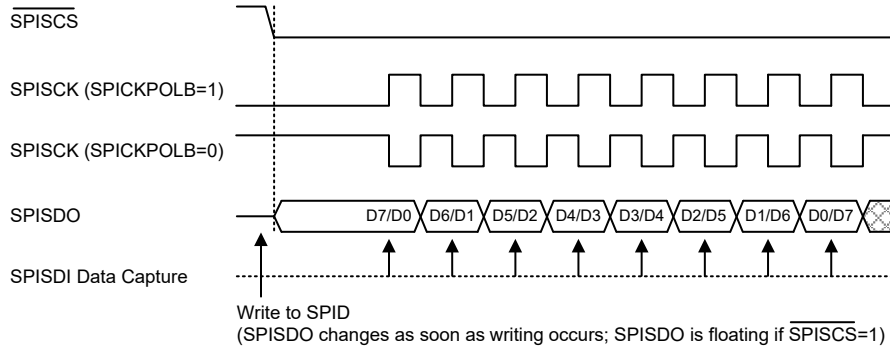 SPISCS
SPISCK (SPICKPOLB=1)
SPISCK (SPICKPOLB=0)
SPISDO
D7/D0 D6/D1 D5/D2 D4/D3 D3/D4 D2/D5 D1/D6 D0/D7
SPISDI Data Capture
Write to SPID
(SPISDO changes as soon as writing occurs; SPISDO is floating if SPISCS=1)